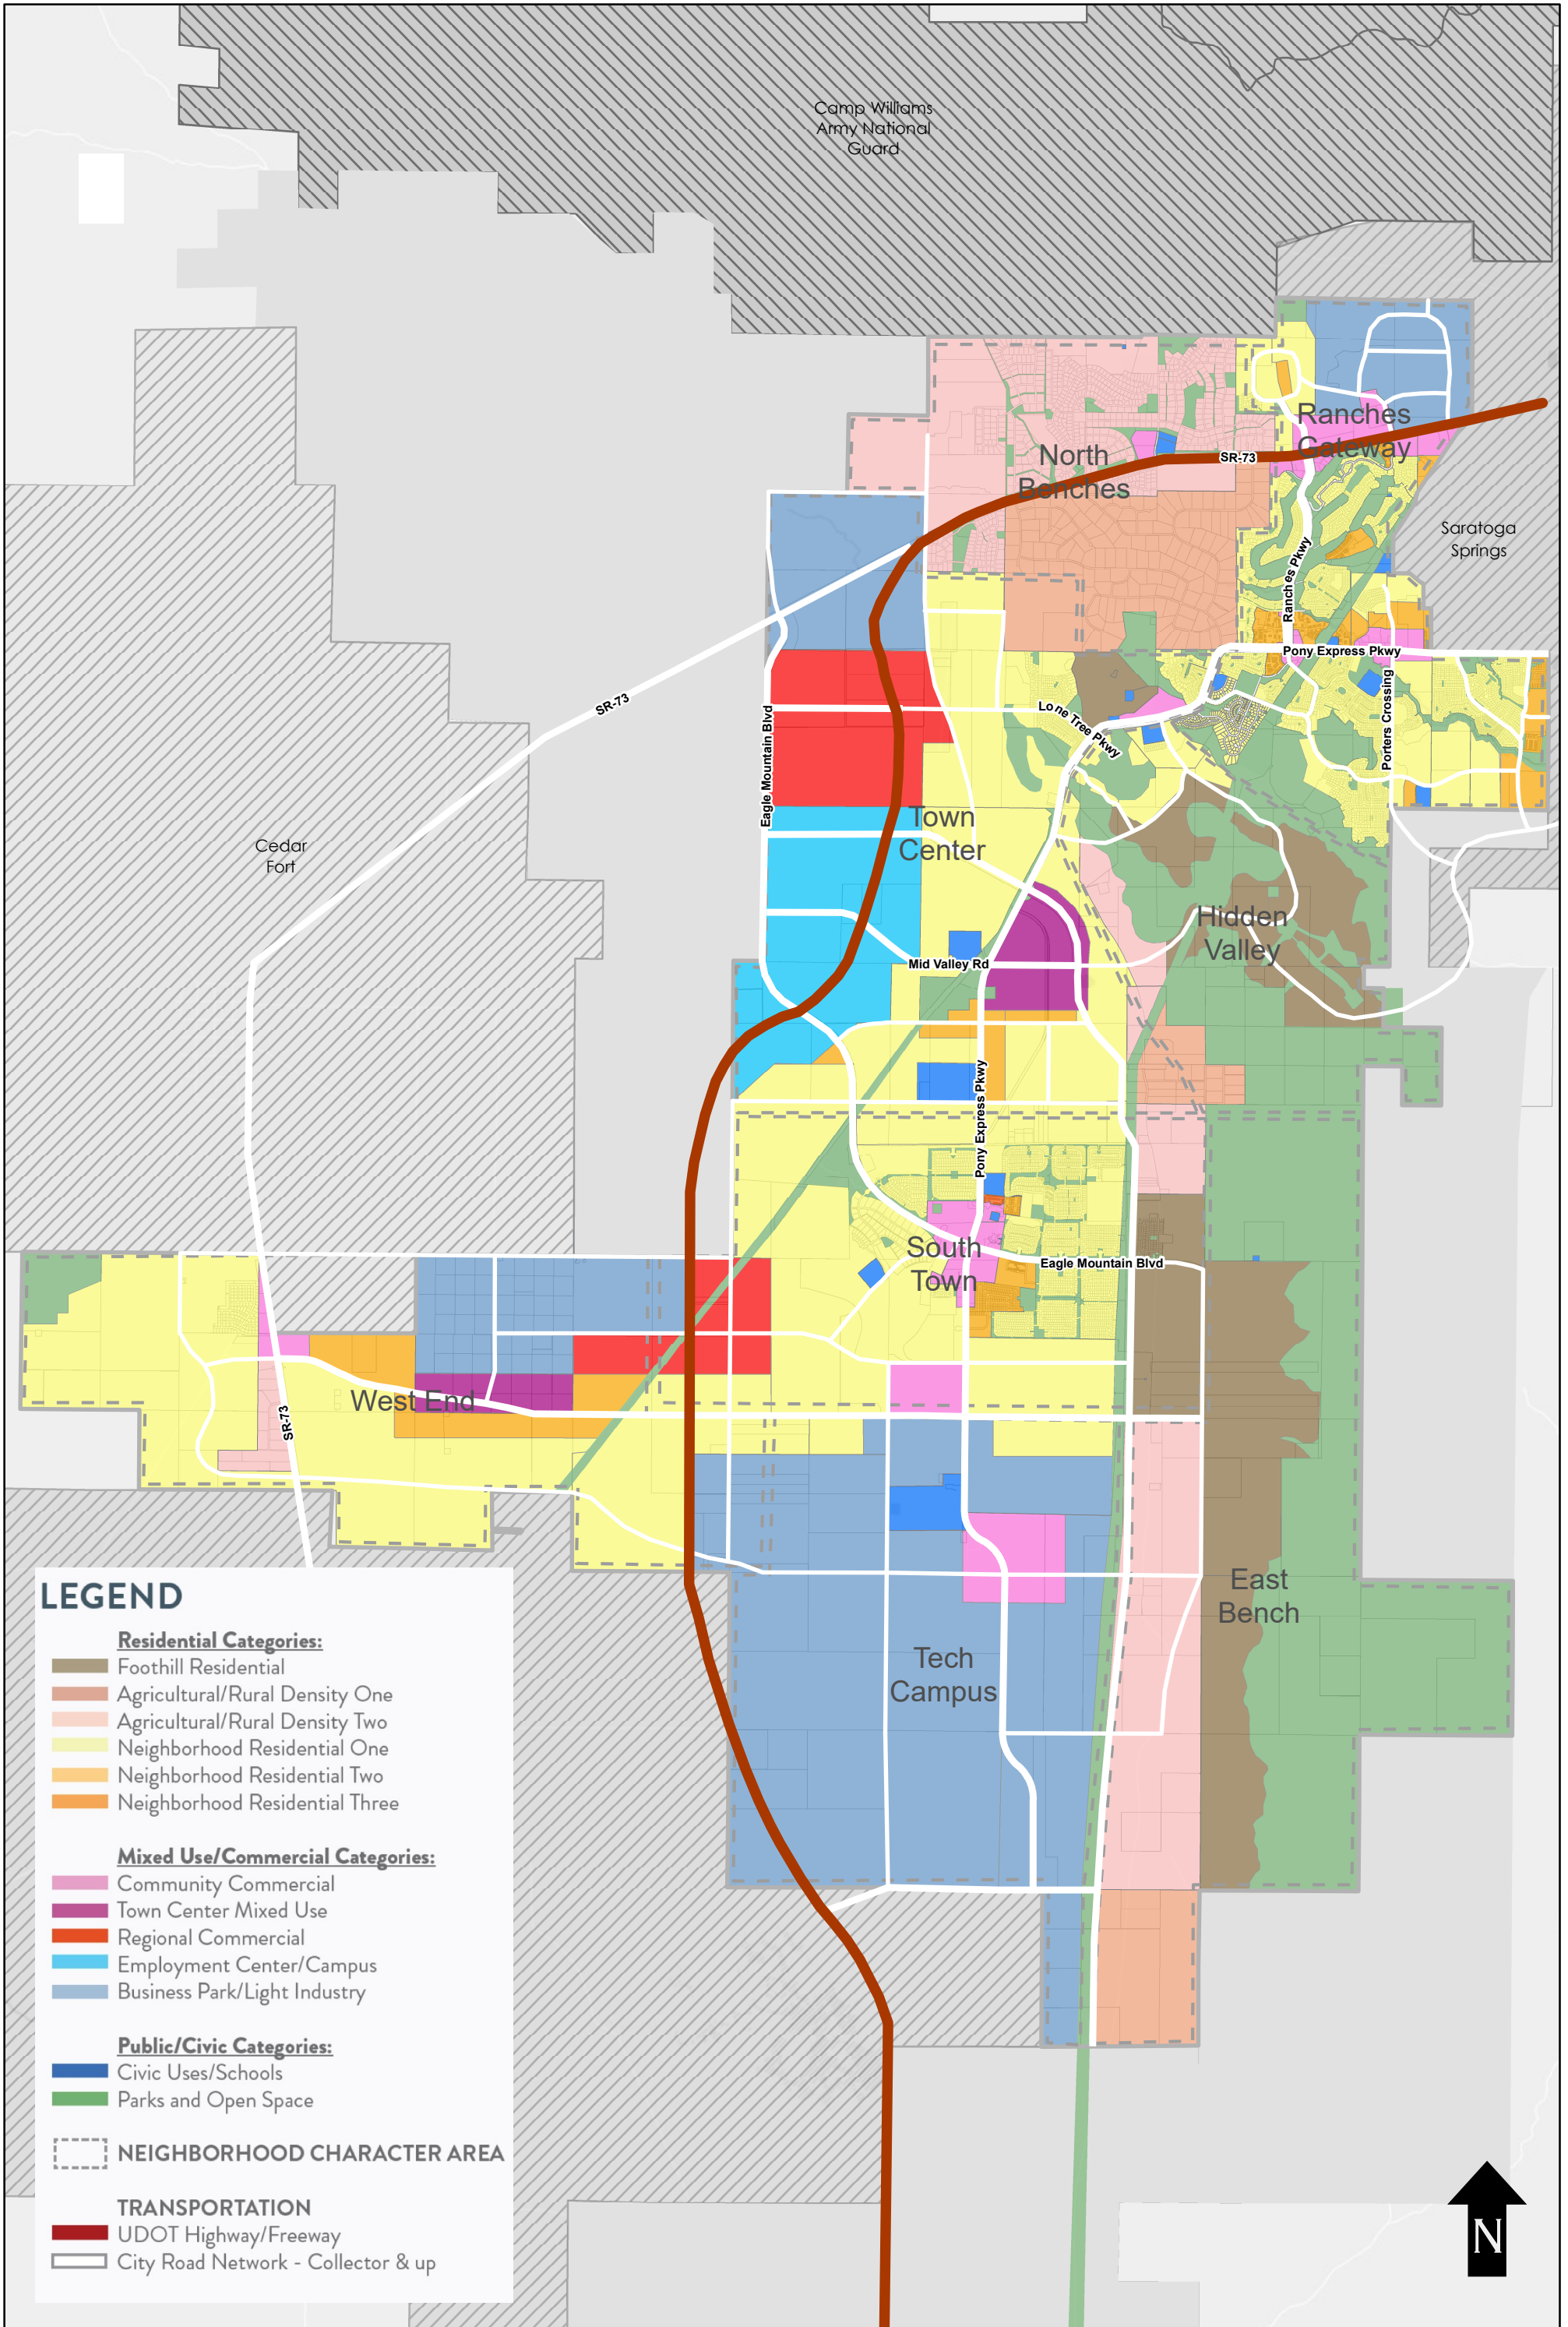 Camp Williams
Army National
Guard
Ranches
Gateway
North
Benches
SR-73
Saratoga
Springs
Ranches Pkwy
Pony Express Pkwy
SR-73
Lone Tree Pkwy
Porters Crossing
Eagle Mountain Blvd
Town
Center
Cedar
Fort
Hidden
Valley
Mid Valley Rd
Pony Express Pkwy
South
Town
Eagle Mountain Blvd
West End
SR-73
East
Bench
Tech
Campus
LEGEND
Residential Categories:
Foothill Residential
Agricultural/Rural Density One
Agricultural/Rural Density Two
Neighborhood Residential One
Neighborhood Residential Two
Neighborhood Residential Three
Mixed Use/Commercial Categories:
Community Commercial
Town Center Mixed Use
Regional Commercial
Employment Center/Campus
Business Park/Light Industry
Public/Civic Categories:
Civic Uses/Schools
Parks and Open Space
NEIGHBORHOOD CHARACTER AREA
TRANSPORTATION
UDOT Highway/Freeway
City Road Network - Collector & up
N